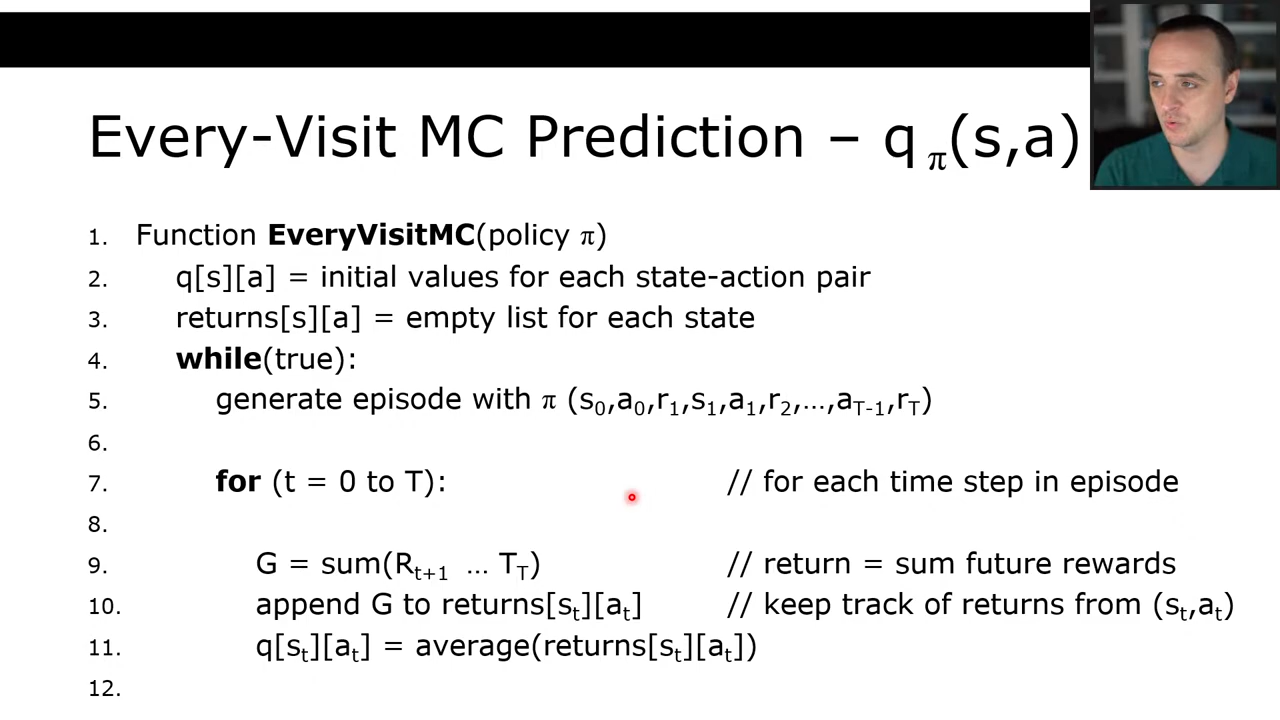 Every-Visit MC Prediction – qπ(s,a)
1. Function EveryVisitMC(policy π)
2. q[s][a] = initial values for each state-action pair
3. returns[s][a] = empty list for each state
4. while(true):
5. generate episode with π (s0,a0,r1,s1,a1,r2,…,aT-1,rT)
6.
7. for (t = 0 to T): // for each time step in episode
8.
9. G = sum(Rt+1 … TT) // return = sum future rewards
10. append G to returns[st][at] // keep track of returns from (st,at)
11. q[st][at] = average(returns[st][at])
12.